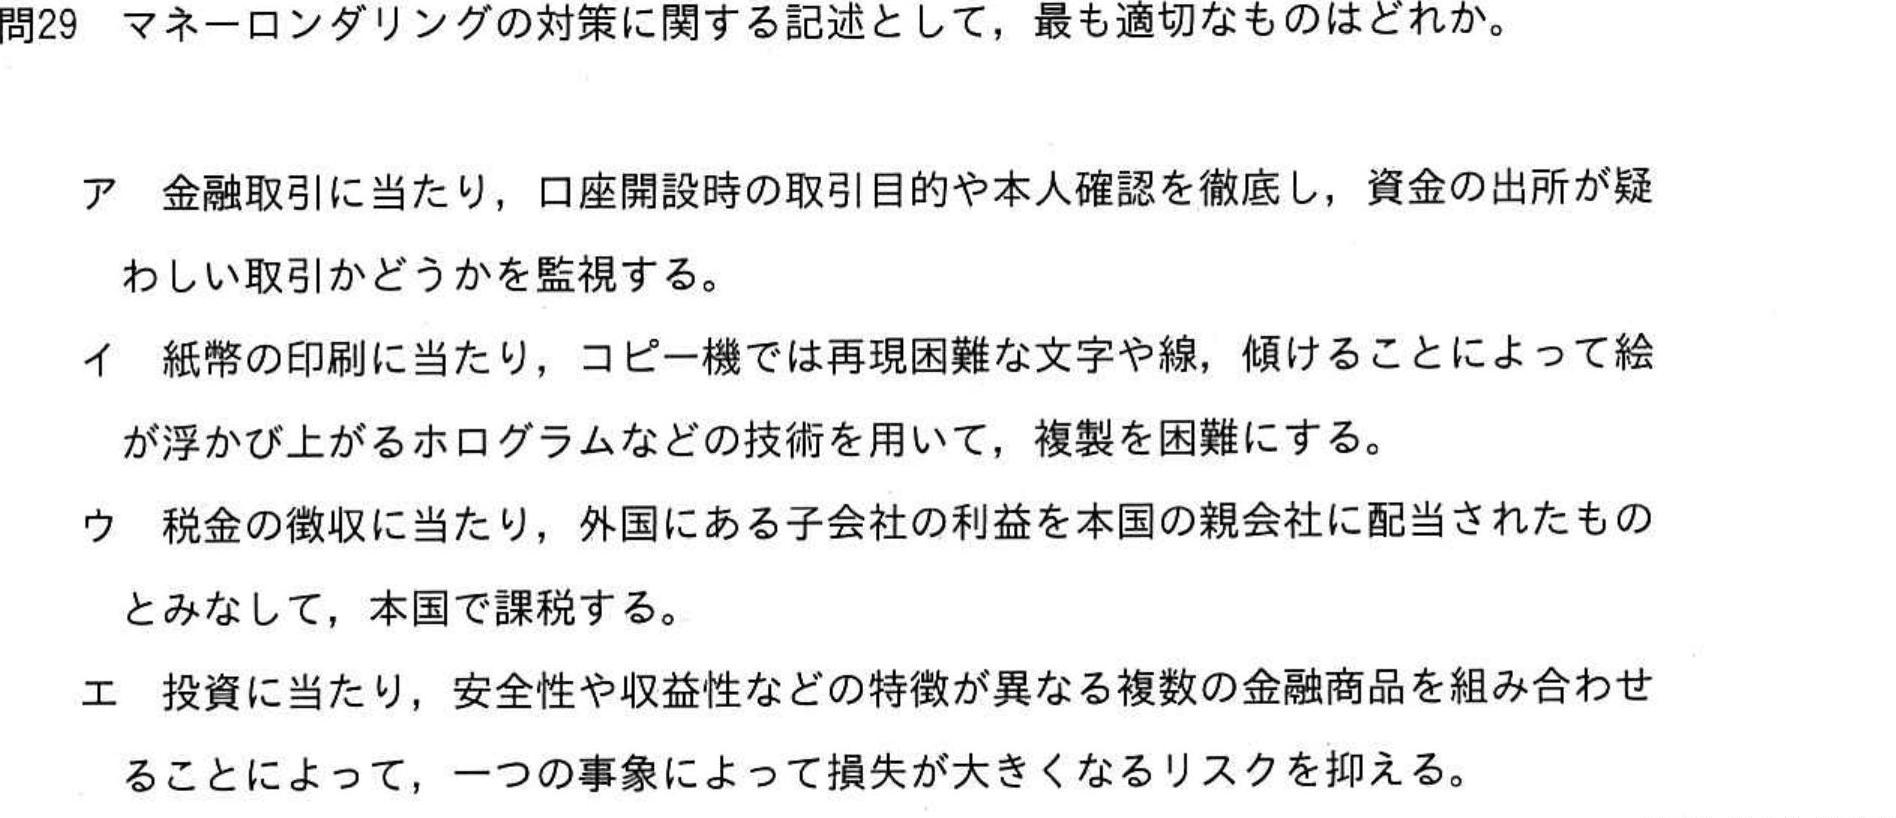 問29 マネーロンダリングの対策に関する記述として，最も適切なものはどれか。
ア 金融取引に当たり，口座開設時の取引目的や本人確認を徹底し，資金の出所が疑
わしい取引かどうかを監視する。
イ 紙幣の印刷に当たり，コピー機では再現困難な文字や線，傾けることによって絵
が浮かび上がるホログラムなどの技術を用いて，複製を困難にする。
ウ 税金の徴収に当たり，外国にある子会社の利益を本国の親会社に配当されたもの
とみなして，本国で課税する。
エ 投資に当たり，安全性や収益性などの特徴が異なる複数の金融商品を組み合わせ
ることによって，一つの事象によって損失が大きくなるリスクを抑える。